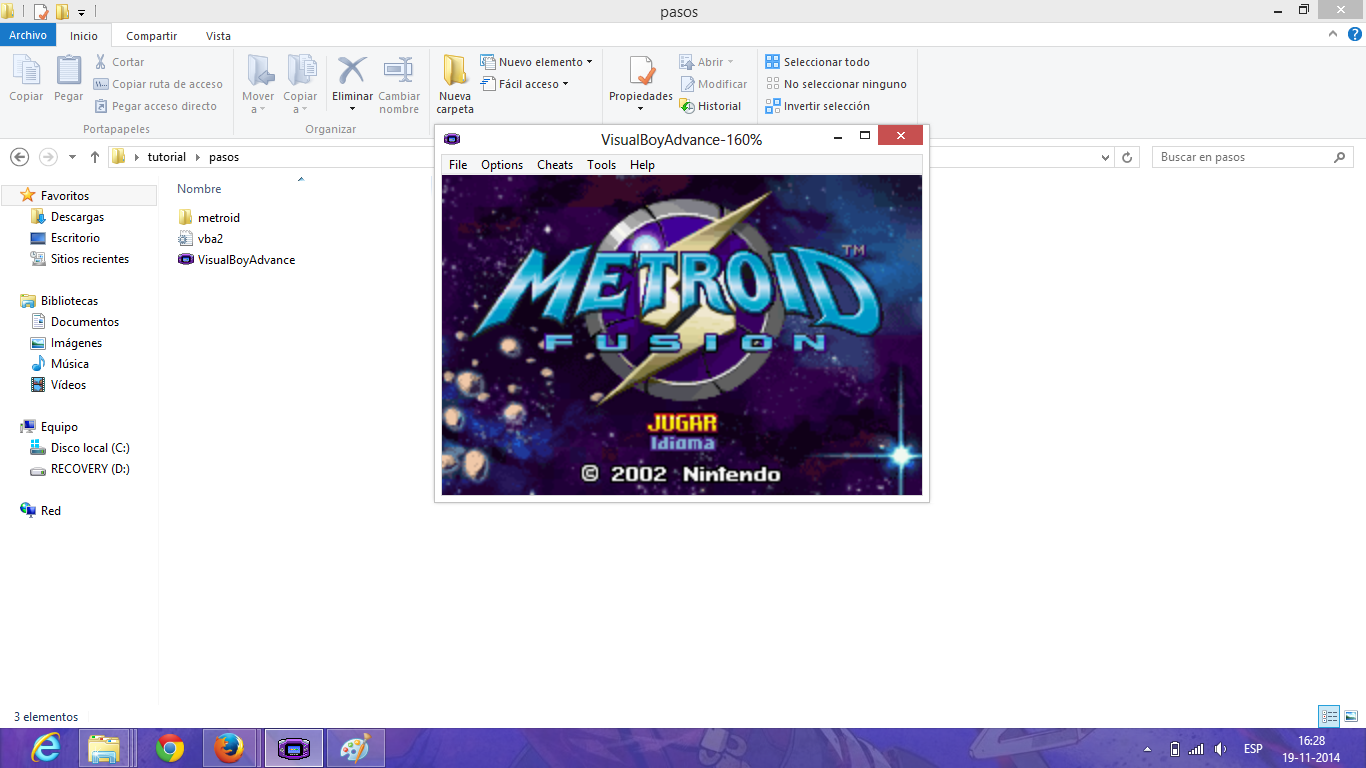 pasos
Archivo Inicio Compartir Vista
Copiar
Pegar
Cortar
Copiar ruta de acceso
Pegar acceso directo
Portapapeles
Mover a
Copiar a
Eliminar
Cambiar nombre
Organizar
Nueva carpeta
Nuevo elemento
Fácil acceso
Propiedades
Abrir
Modificar
Historial
Seleccionar todo
No seleccionar ninguno
Invertir selección
tutorial pasos
Buscar en pasos
Favoritos
Descargas
Escritorio
Sitios recientes
Bibliotecas
Documentos
Imágenes
Música
Vídeos
Equipo
Disco local (C:)
RECOVERY (D:)
Red
Nombre
metroid
vba2
VisualBoyAdvance
VisualBoyAdvance-160%
File Options Cheats Tools Help
METROID TM
FUSION
JUGAR
Idioma
© 2002 Nintendo
3 elementos
ESP
16:28
19-11-2014